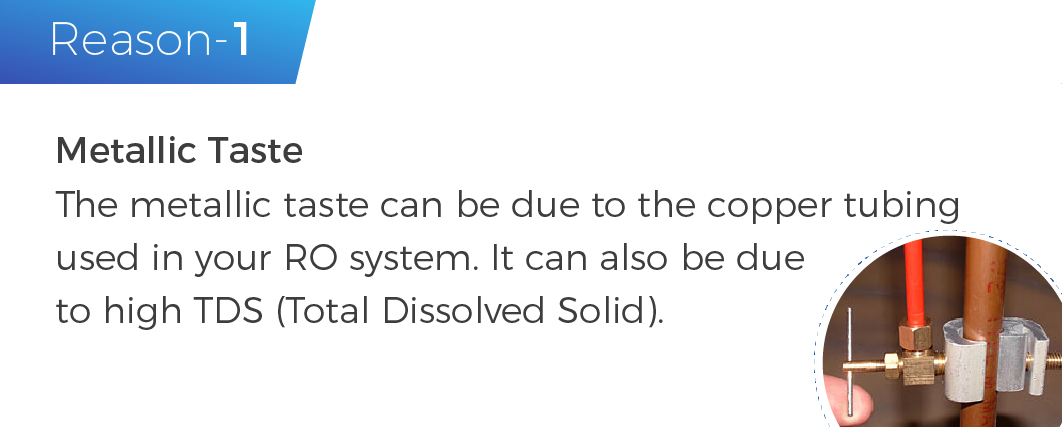 Reason-1
Metallic Taste
The metallic taste can be due to the copper tubing
used in your RO system. It can also be due
to high TDS (Total Dissolved Solid).